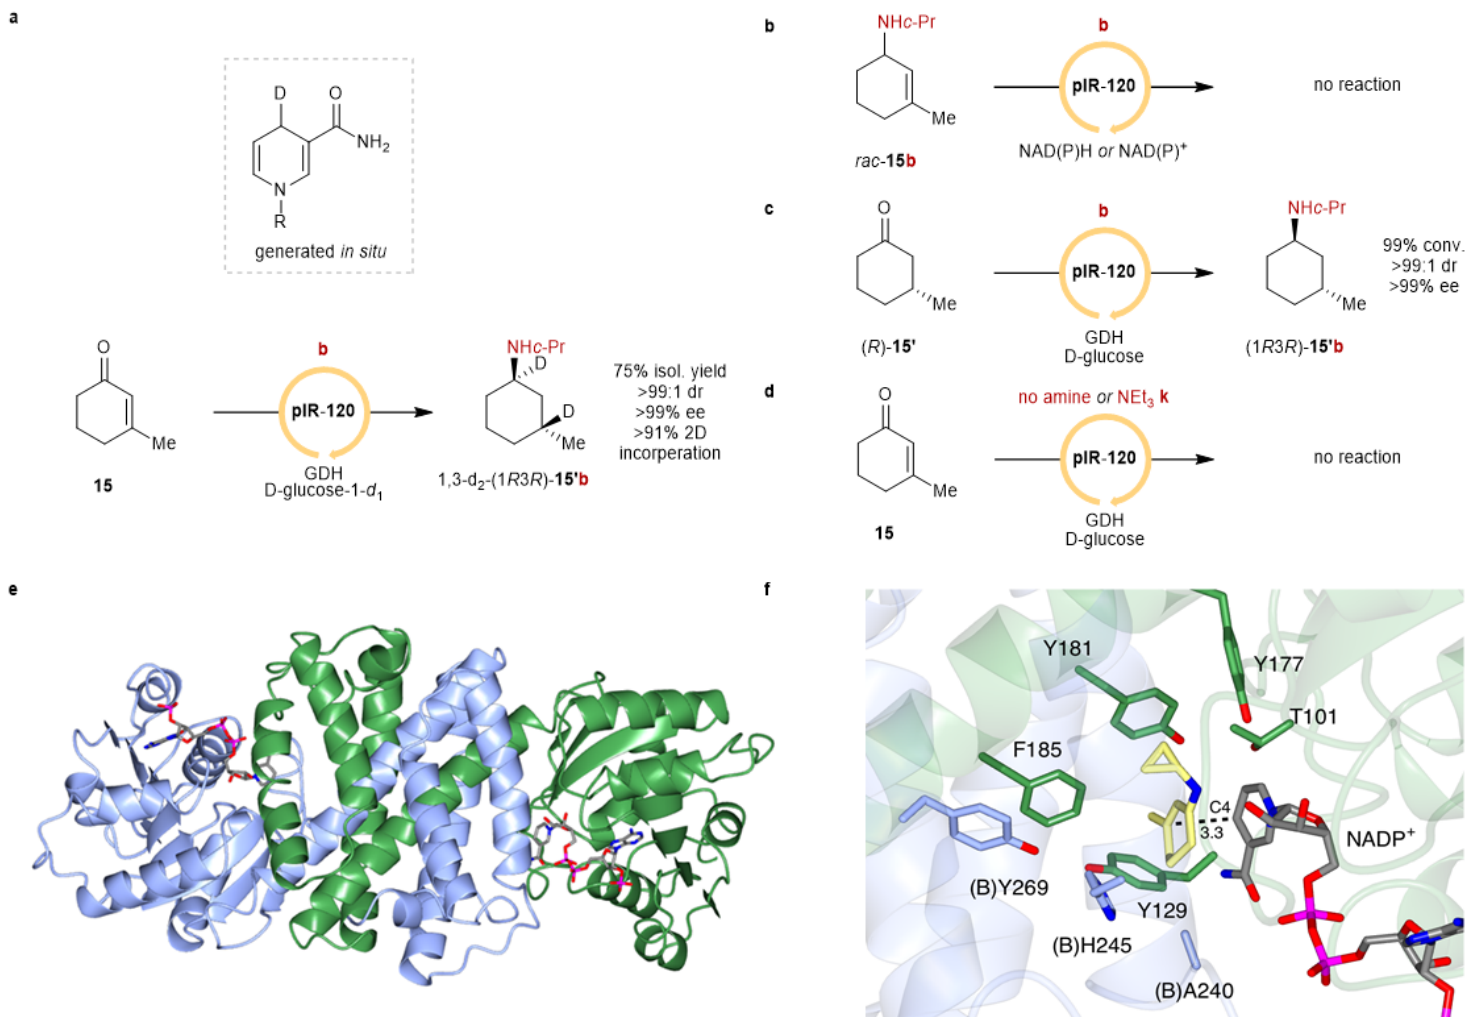 a
D
O
NH2
N
R
generated in situ
O
Me
15
b
pIR-120
GDH
D-glucose-1-d1
NHc-Pr
D
D
Me
1,3-d2-(1R3R)-15'b
75% isol. yield
>99:1 dr
>99% ee
>91% 2D
incorperation
b
NHc-Pr
Me
rac-15b
b
pIR-120
NAD(P)H or NAD(P)+
no reaction
c
O
Me
(R)-15'
b
pIR-120
GDH
D-glucose
NHc-Pr
Me
(1R3R)-15'b
99% conv.
>99:1 dr
>99% ee
d
O
Me
15
no amine or NEt3 k
pIR-120
GDH
D-glucose
no reaction
e
f
Y181
Y177
T101
F185
C4
3.3
NADP+
(B)Y269
Y129
(B)H245
(B)A240